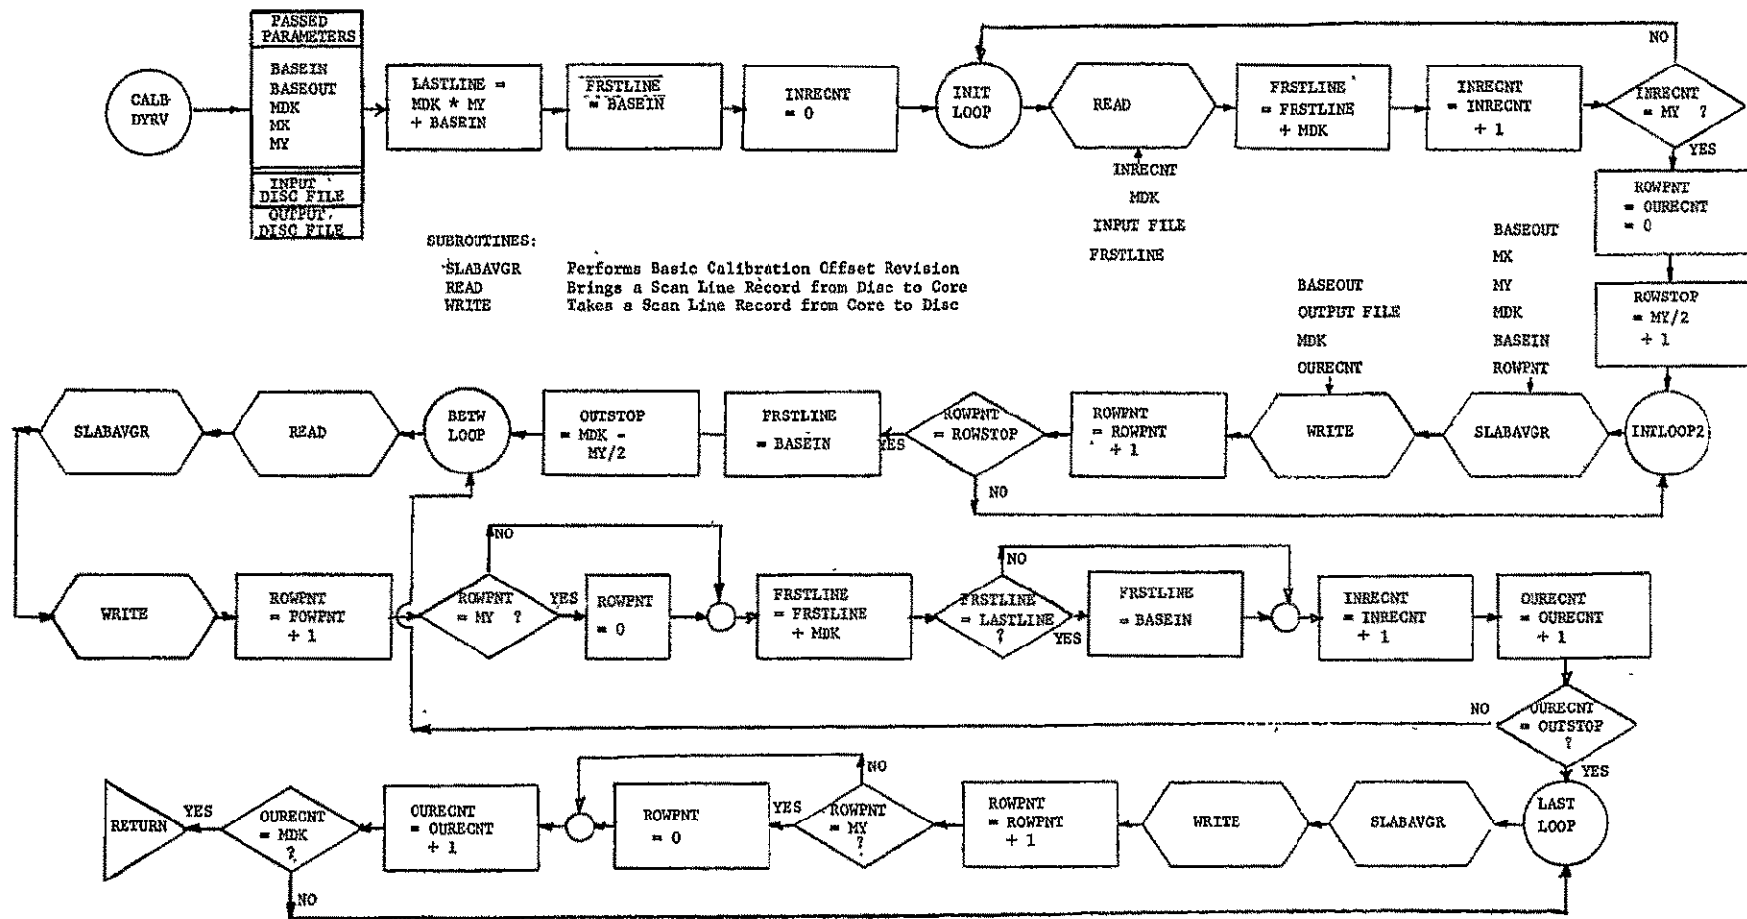 PASSED
PARAMETERS
BASEIN
BASEOUT
MDK
MX
MY
INPUT
DISC FILE
OUTPUT
DISC FILE
CALB
DYRV
LASTLINE =
MDK * MY
+ BASEIN
FRSTLINE
= BASEIN
INRECNT
= 0
INIT
LOOP
READ
INRECNT
MDK
INPUT FILE
FRSTLINE
FRSTLINE
= FRSTLINE
+ MDK
INRECNT
= INRECNT
+ 1
NO
INRECNT
= MY ?
YES
ROWPNT
= OURECNT
= 0
ROWSTOP
= MY/2
+ 1
SUBROUTINES:
SLABAVGR Performs Basic Calibration Offset Revision
READ Brings a Scan Line Record from Disc to Core
WRITE Takes a Scan Line Record from Core to Disc
BASEOUT
OUTPUT FILE
MDK
OURECNT
BASEOUT
MX
MY
MDK
BASEIN
ROWPNT
INTLOOP2
SLABAVGR
WRITE
ROWPNT
= ROWPNT
+ 1
ROWPNT
= ROWSTOP
YES
NO
FRSTLINE
= BASEIN
OUTSTOP
= MDK -
MY/2
BETW
LOOP
READ
SLABAVGR
WRITE
ROWPNT
= POWPNT
+ 1
NO
ROWPNT
= MY ?
YES
ROWPNT
= 0
FRSTLINE
= FRSTLINE
+ MDK
NO
FRSTLINE
= LASTLINE
?
YES
FRSTLINE
= BASEIN
INRECNT
= INRECNT
+ 1
OURECNT
= OURECNT
+ 1
NO
OURECNT
= OUTSTOP
?
YES
LAST
LOOP
SLABAVGR
WRITE
ROWPNT
= ROWPNT
+ 1
NO
ROWPNT
= MY
?
YES
ROWPNT
= 0
OURECNT
= OURECNT
+ 1
OURECNT
= MDK
?
YES
NO
RETURN